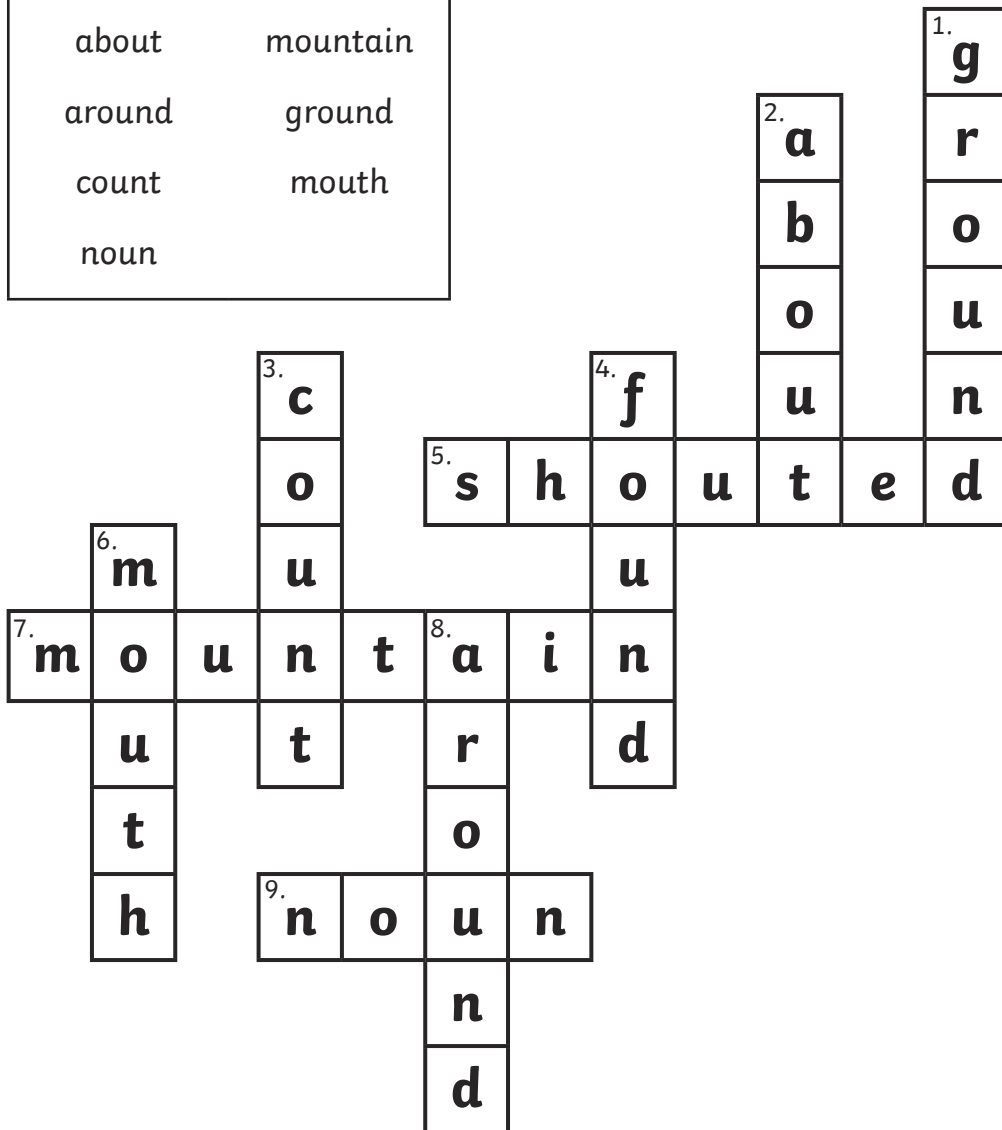 about mountain
around ground
count mouth
noun
1. g
2. a r
b o
o u
3. c 4. f u n
o 5. s h o u t e d
6. m u u
7. m o u n t 8. a i n
u t r d
t o
h 9. n o u n
n
d